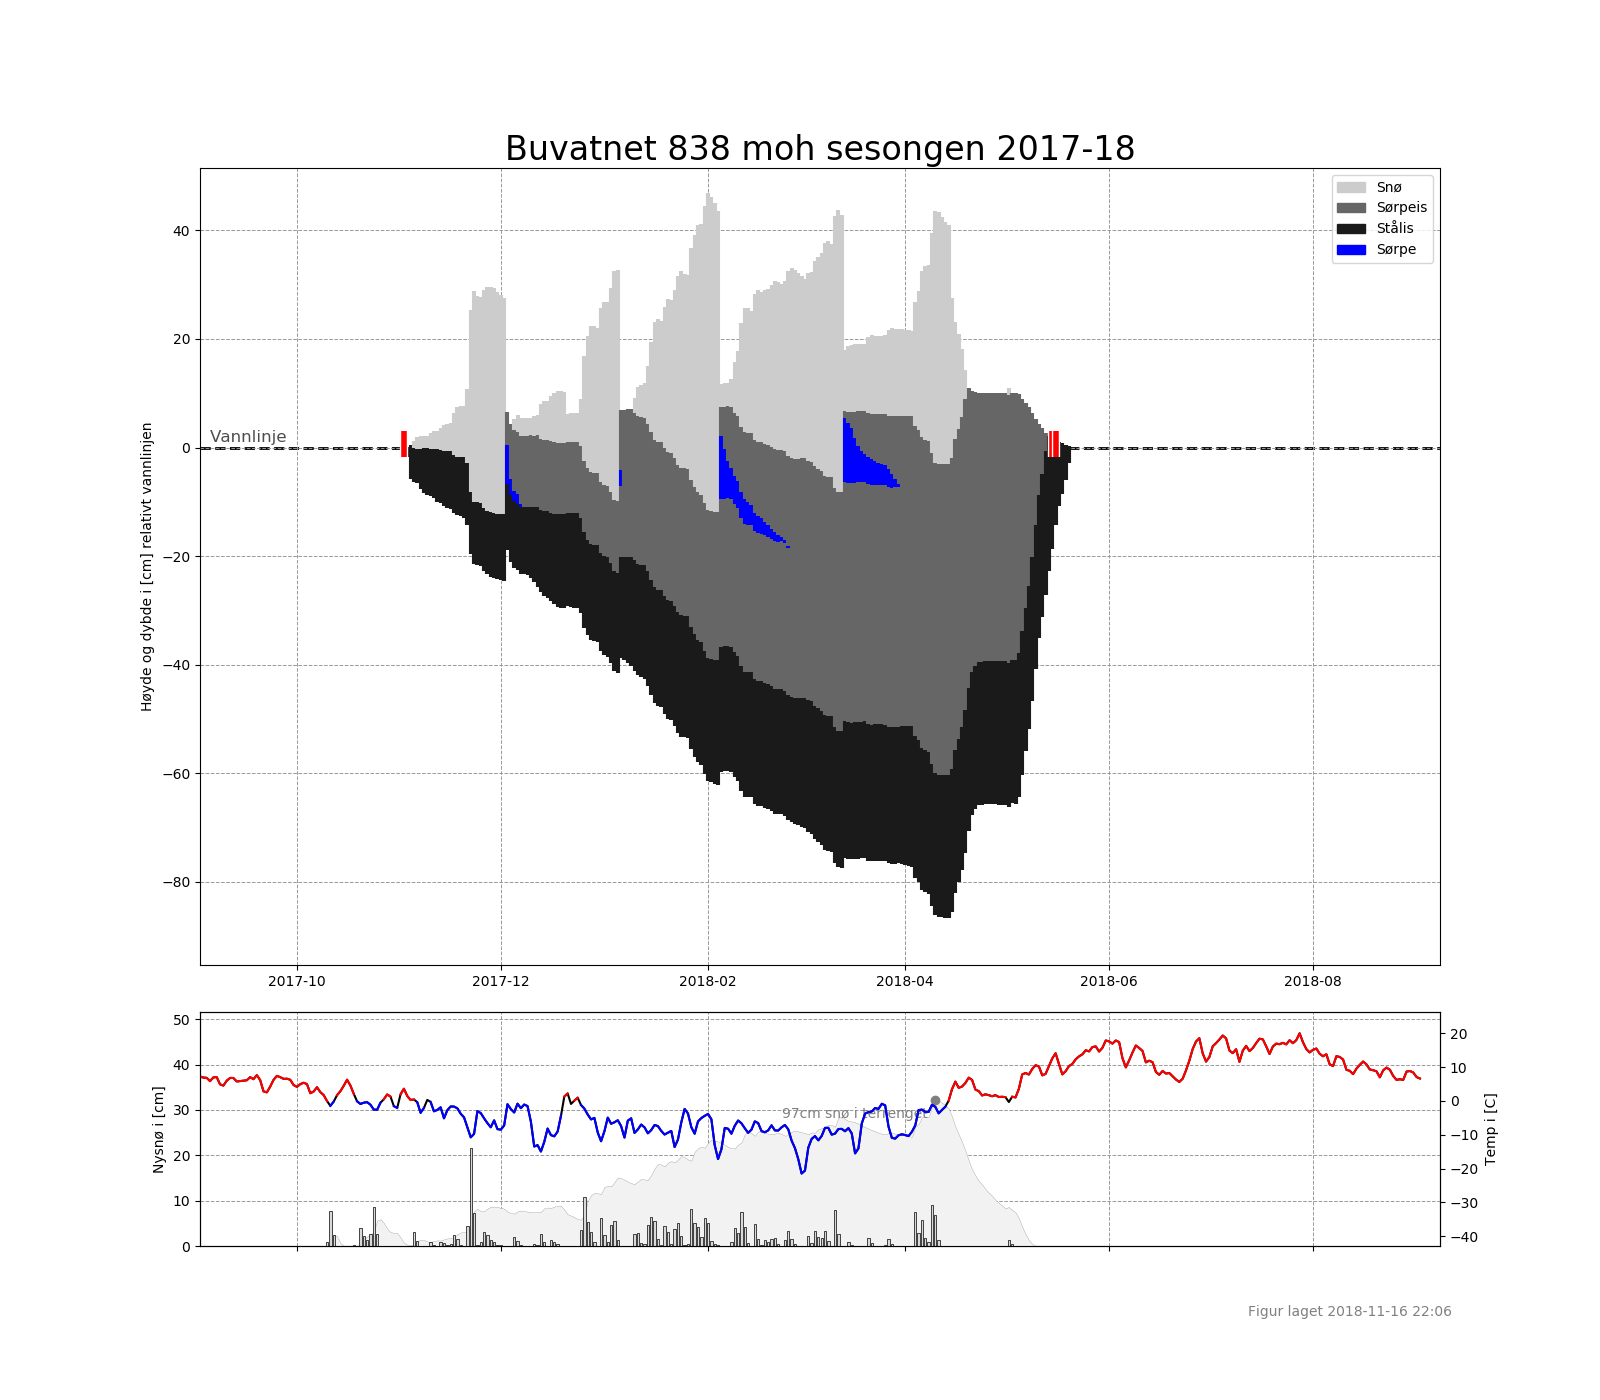 Buvatnet 838 moh sesongen 2017-18
Snø
Sørpeis
Stålis
Sørpe
Vannlinje
Høyde og dybde i [cm] relativt vannlinjen
40
20
0
−20
−40
−60
−80
2017-10
2017-12
2018-02
2018-04
2018-06
2018-08
Nysnø i [cm]
50
40
30
20
10
0
97cm snø i terrenget
20
10
0
−10
−20
−30
−40
Temp i [C]
Figur laget 2018-11-16 22:06